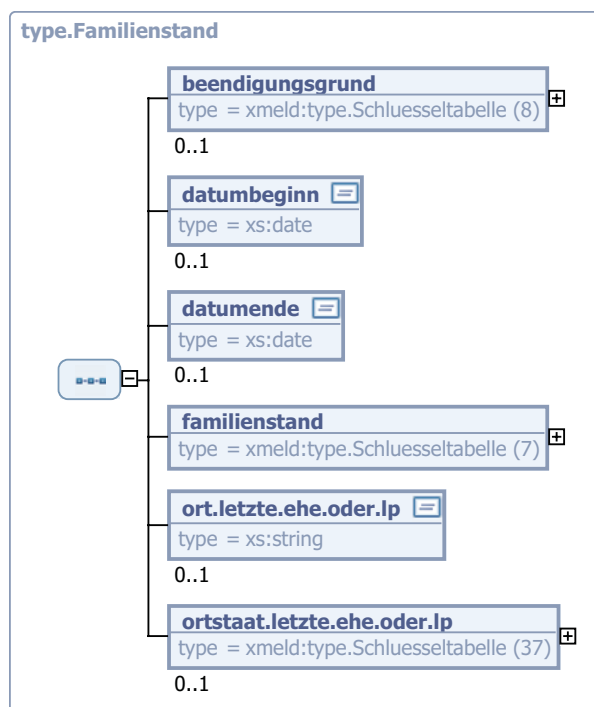 type.Familienstand
beendigungsgrund
type = xmeld:type.Schluesseltabelle (8)
0..1
datumbeginn
type = xs:date
0..1
datumende
type = xs:date
0..1
familienstand
type = xmeld:type.Schluesseltabelle (7)
ort.letzte.ehe.oder.lp
type = xs:string
0..1
ortstaat.letzte.ehe.oder.lp
type = xmeld:type.Schluesseltabelle (37)
0..1